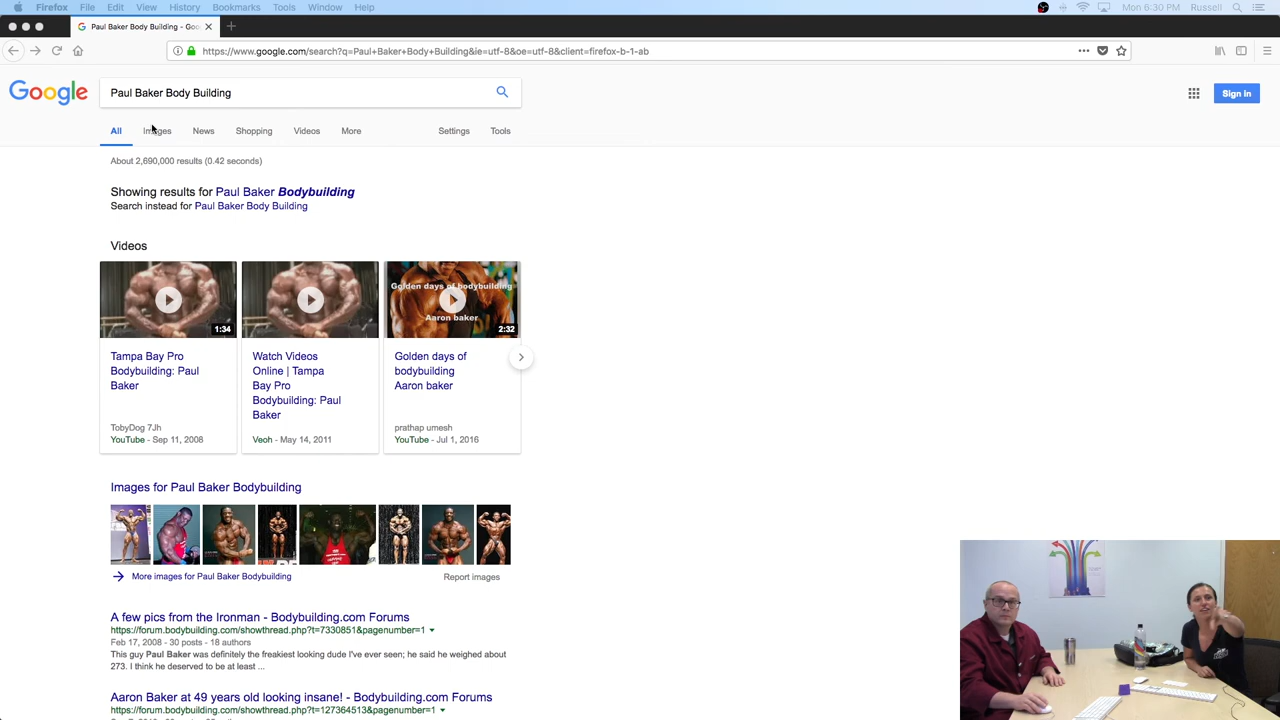 Firefox File Edit View History Bookmarks Tools Window Help
Mon 6:30 PM Russell
Paul Baker Body Building - Goo
https://www.google.com/search?q=Paul+Baker+Body+Building&ie=utf-8&oe=utf-8&client=firefox-b-1-ab
Google
Paul Baker Body Building
Sign in
All Images News Shopping Videos More Settings Tools
About 2,690,000 results (0.42 seconds)
Showing results for Paul Baker Bodybuilding
Search instead for Paul Baker Body Building
Videos
Golden days of bodybuilding
Aaron baker
1:34
2:32
Tampa Bay Pro
Bodybuilding: Paul
Baker
TobyDog 7Jh
YouTube - Sep 11, 2008
Watch Videos
Online | Tampa
Bay Pro
Bodybuilding: Paul
Baker
Veoh - May 14, 2011
Golden days of
bodybuilding
Aaron baker
prathap umesh
YouTube - Jul 1, 2016
Images for Paul Baker Bodybuilding
More images for Paul Baker Bodybuilding
Report images
A few pics from the Ironman - Bodybuilding.com Forums
https://forum.bodybuilding.com/showthread.php?t=7330851&pagenumber=1
Feb 17, 2008 - 30 posts - 18 authors
This guy Paul Baker was definitely the freakiest looking dude I've ever seen; he said he weighed about
273. I think he deserved to be at least ...
Aaron Baker at 49 years old looking insane! - Bodybuilding.com Forums
https://forum.bodybuilding.com/showthread.php?t=127364513&pagenumber=1